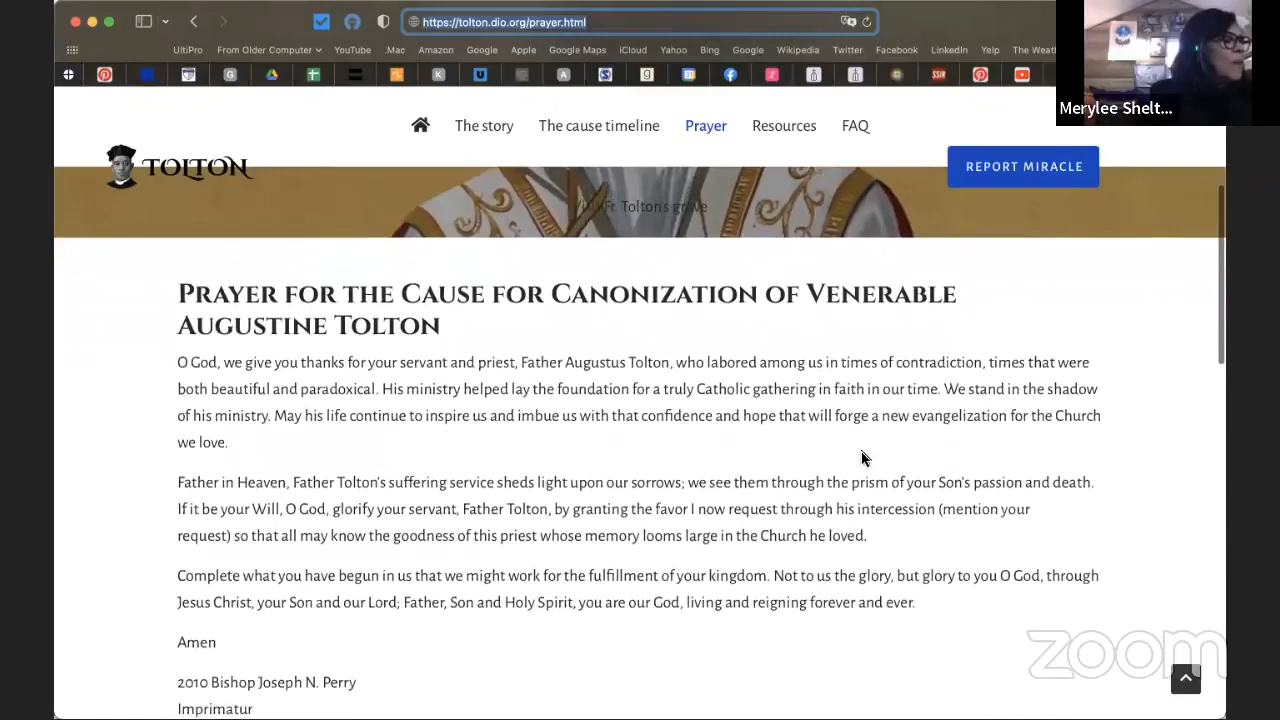 https://tolton.dio.org/prayer.html
UltiPro From Older Computer YouTube .Mac Amazon Google Apple Google Maps iCloud Yahoo Bing Google Wikipedia Twitter Facebook LinkedIn Yelp The Weath
Merylee Shelt...
The story The cause timeline Prayer Resources FAQ
TOLTON
REPORT MIRACLE
Fr. Tolton's grave
Prayer for the Cause for Canonization of Venerable
Augustine Tolton
O God, we give you thanks for your servant and priest, Father Augustus Tolton, who labored among us in times of contradiction, times that were
both beautiful and paradoxical. His ministry helped lay the foundation for a truly Catholic gathering in faith in our time. We stand in the shadow
of his ministry. May his life continue to inspire us and imbue us with that confidence and hope that will forge a new evangelization for the Church
we love.
Father in Heaven, Father Tolton's suffering service sheds light upon our sorrows; we see them through the prism of your Son's passion and death.
If it be your Will, O God, glorify your servant, Father Tolton, by granting the favor I now request through his intercession (mention your
request) so that all may know the goodness of this priest whose memory looms large in the Church he loved.
Complete what you have begun in us that we might work for the fulfillment of your kingdom. Not to us the glory, but glory to you O God, through
Jesus Christ, your Son and our Lord; Father, Son and Holy Spirit, you are our God, living and reigning forever and ever.
Amen
2010 Bishop Joseph N. Perry
Imprimatur
zoom